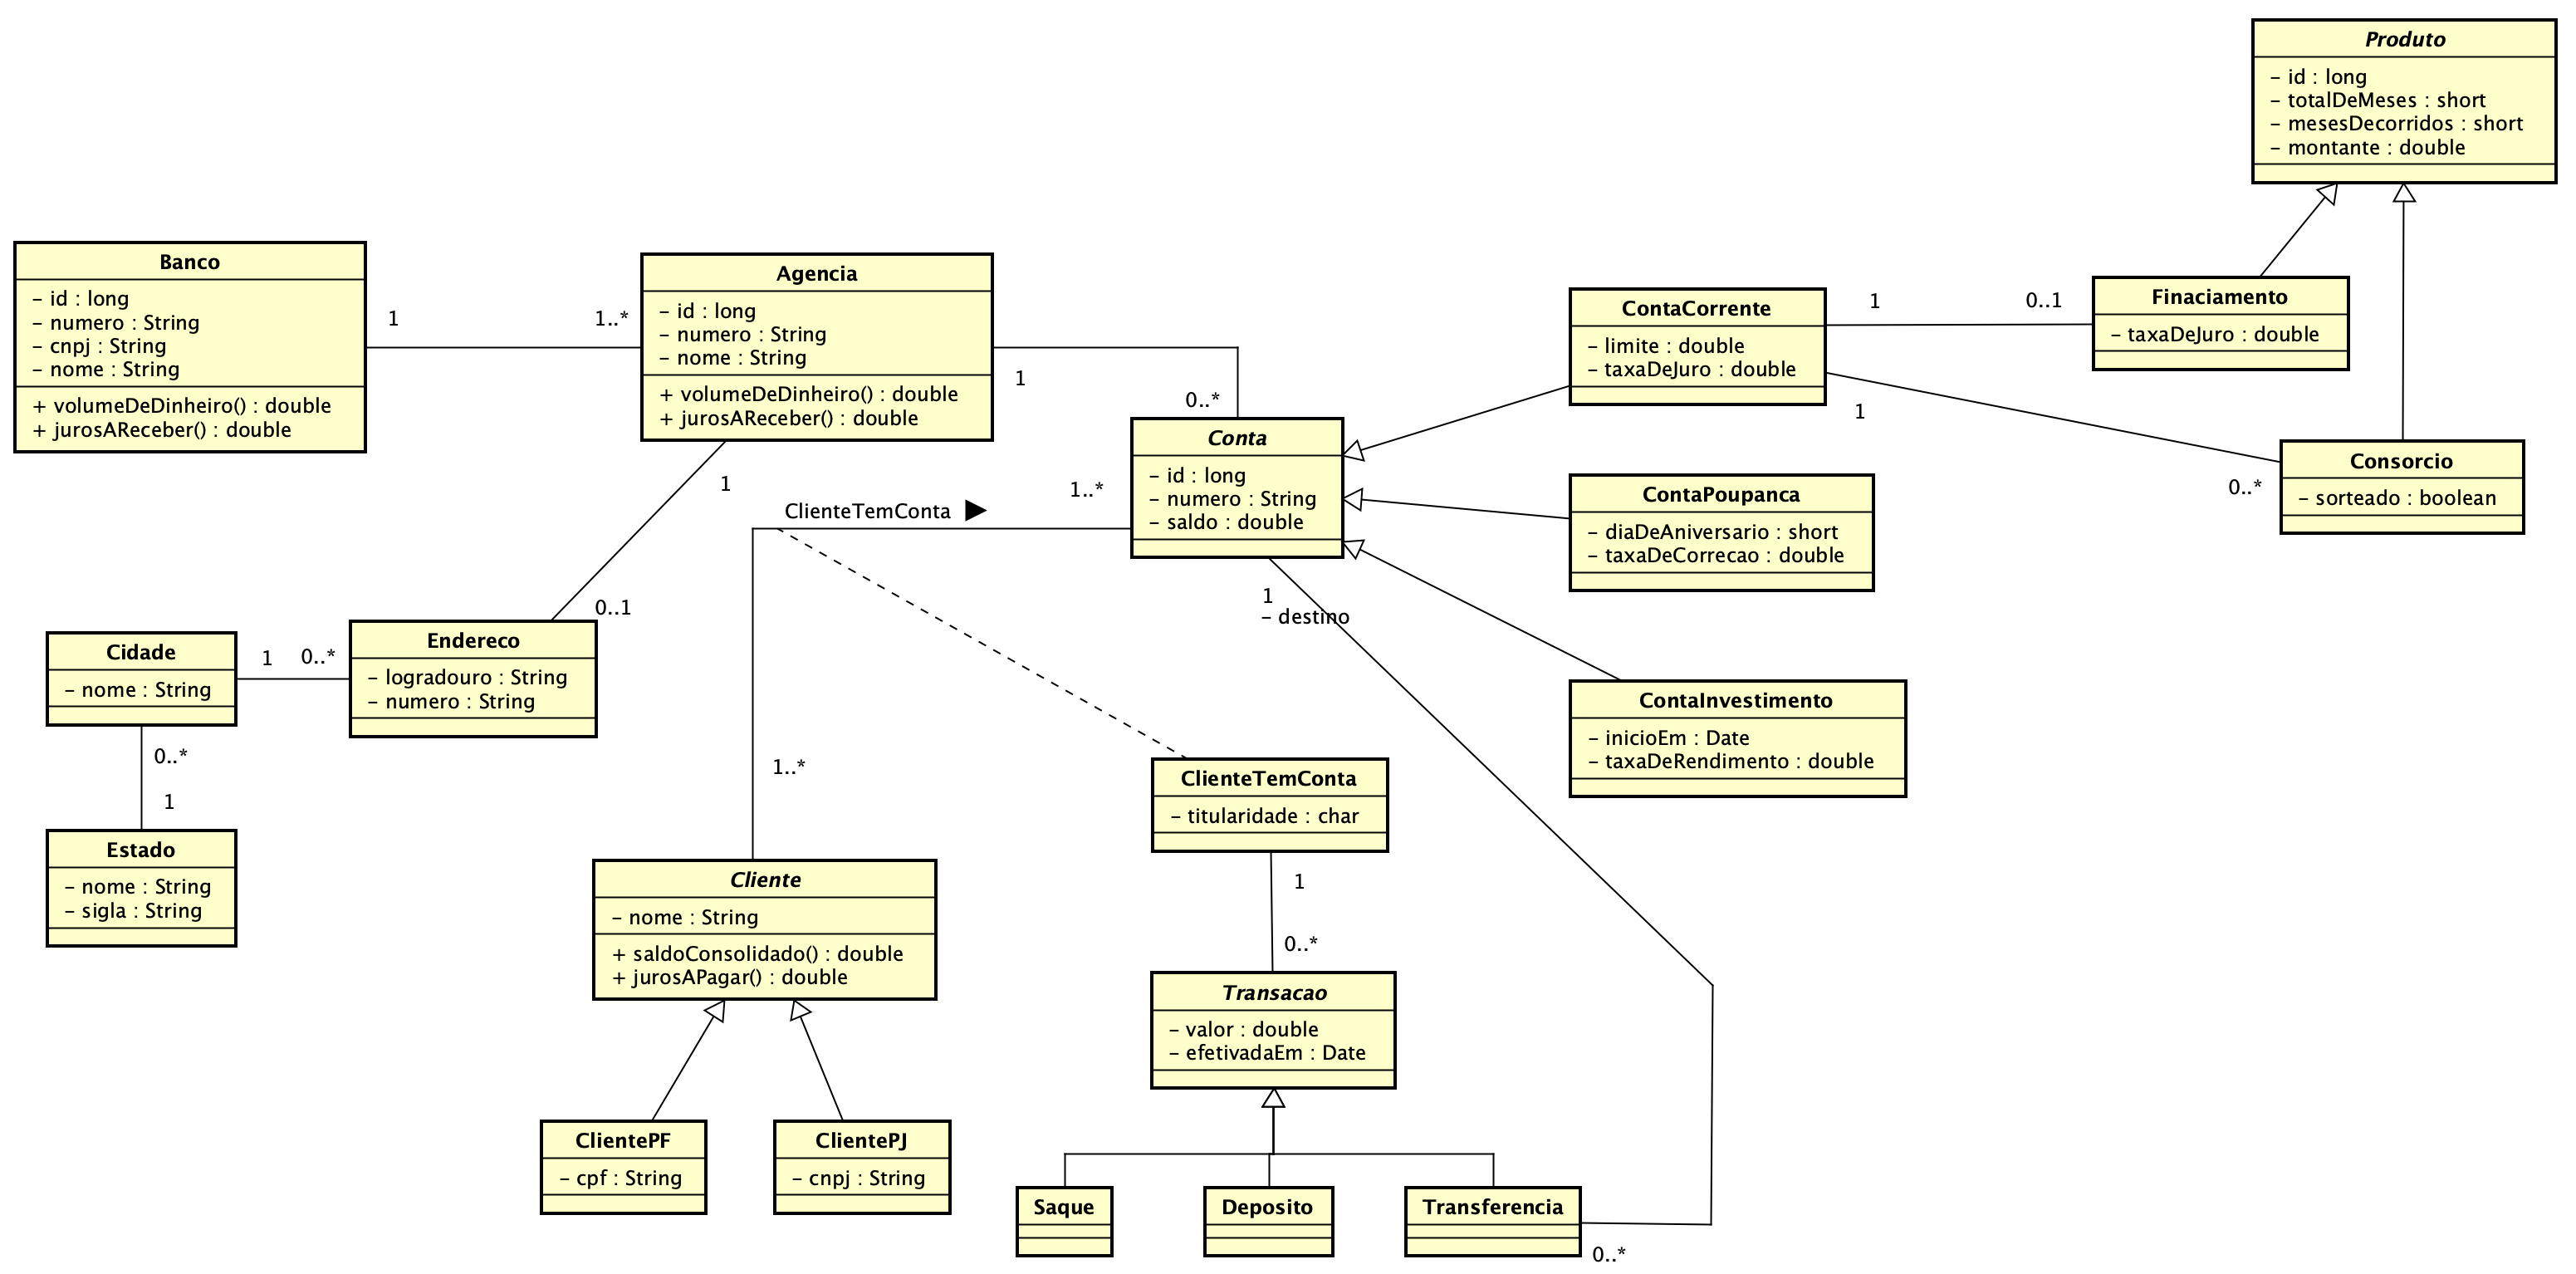 Produto
– id : long
– totalDeMeses : short
– mesesDecorridos : short
– montante : double
Banco
– id : long
– numero : String
– cnpj : String
– nome : String
+ volumeDeDinheiro() : double
+ jurosAReceber() : double
1
1..*
Agencia
– id : long
– numero : String
– nome : String
+ volumeDeDinheiro() : double
+ jurosAReceber() : double
1
0..*
ContaCorrente
– limite : double
– taxaDeJuro : double
1
0..1
Finaciamento
– taxaDeJuro : double
1
0..*
Consorcio
– sorteado : boolean
Conta
– id : long
– numero : String
– saldo : double
ContaPoupanca
– diaDeAniversario : short
– taxaDeCorrecao : double
1
0..1
ClienteTemConta
1..*
1
– destino
Cidade
– nome : String
1
0..*
Endereco
– logradouro : String
– numero : String
ContaInvestimento
– inicioEm : Date
– taxaDeRendimento : double
0..*
1
1..*
ClienteTemConta
– titularidade : char
Estado
– nome : String
– sigla : String
Cliente
– nome : String
+ saldoConsolidado() : double
+ jurosAPagar() : double
1
0..*
Transacao
– valor : double
– efetivadaEm : Date
ClientePF
– cpf : String
ClientePJ
– cnpj : String
Saque
Deposito
Transferencia
0..*